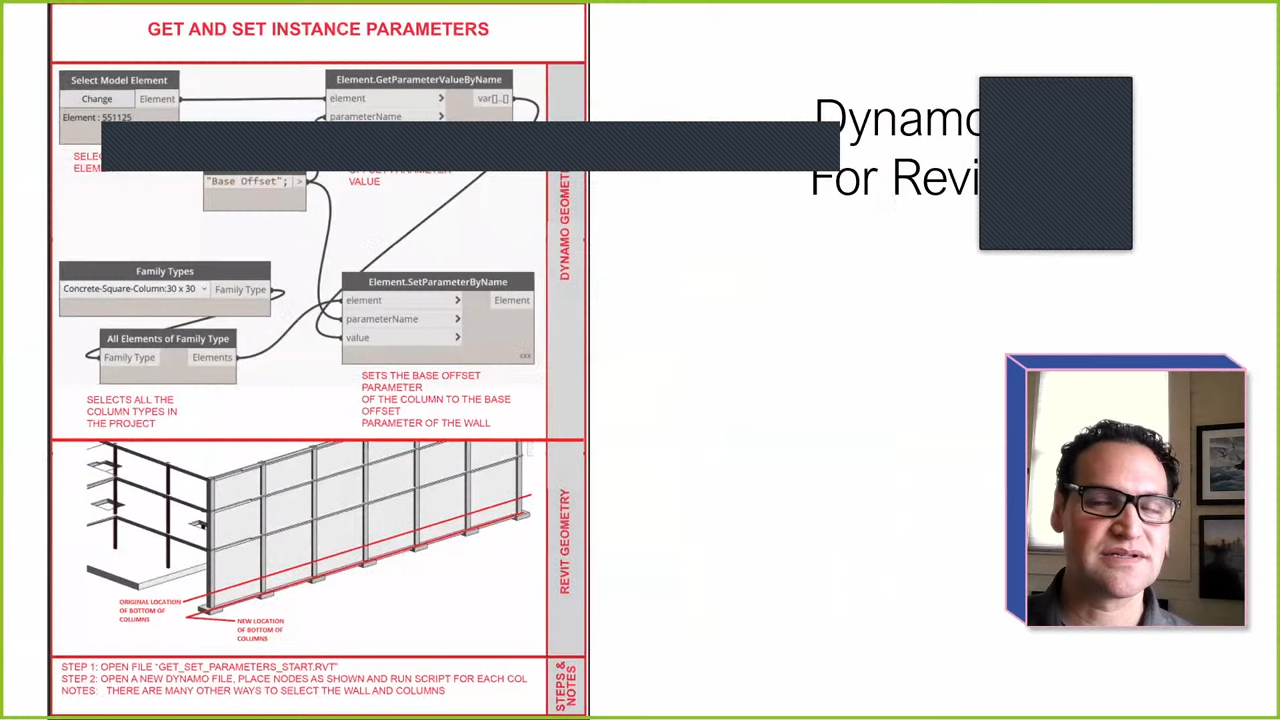 GET AND SET INSTANCE PARAMETERS
Select Model Element
Change
Element
Element : 551125
Element.GetParameterValueByName
element
>
var[]..[]
parameterName
>
VALUE
"Base Offset";
>
Family Types
Concrete-Square-Column:30 x 30
Family Type
All Elements of Family Type
Family Type
Elements
SELECTS ALL THE
COLUMN TYPES IN
THE PROJECT
Element.SetParameterByName
element
>
Element
parameterName
>
value
>
xxx
SETS THE BASE OFFSET
PARAMETER
OF THE COLUMN TO THE BASE
OFFSET
PARAMETER OF THE WALL
ORIGINAL LOCATION
OF BOTTOM OF
COLUMNS
NEW LOCATION
OF BOTTOM OF
COLUMNS
REVIT GEOMETRY
STEP 1: OPEN FILE "GET_SET_PARAMETERS_START.RVT"
STEP 2: OPEN A NEW DYNAMO FILE, PLACE NODES AS SHOWN AND RUN SCRIPT FOR EACH COL
NOTES: THERE ARE MANY OTHER WAYS TO SELECT THE WALL AND COLUMNS
STEPS &
NOTES
DYNAMO
For